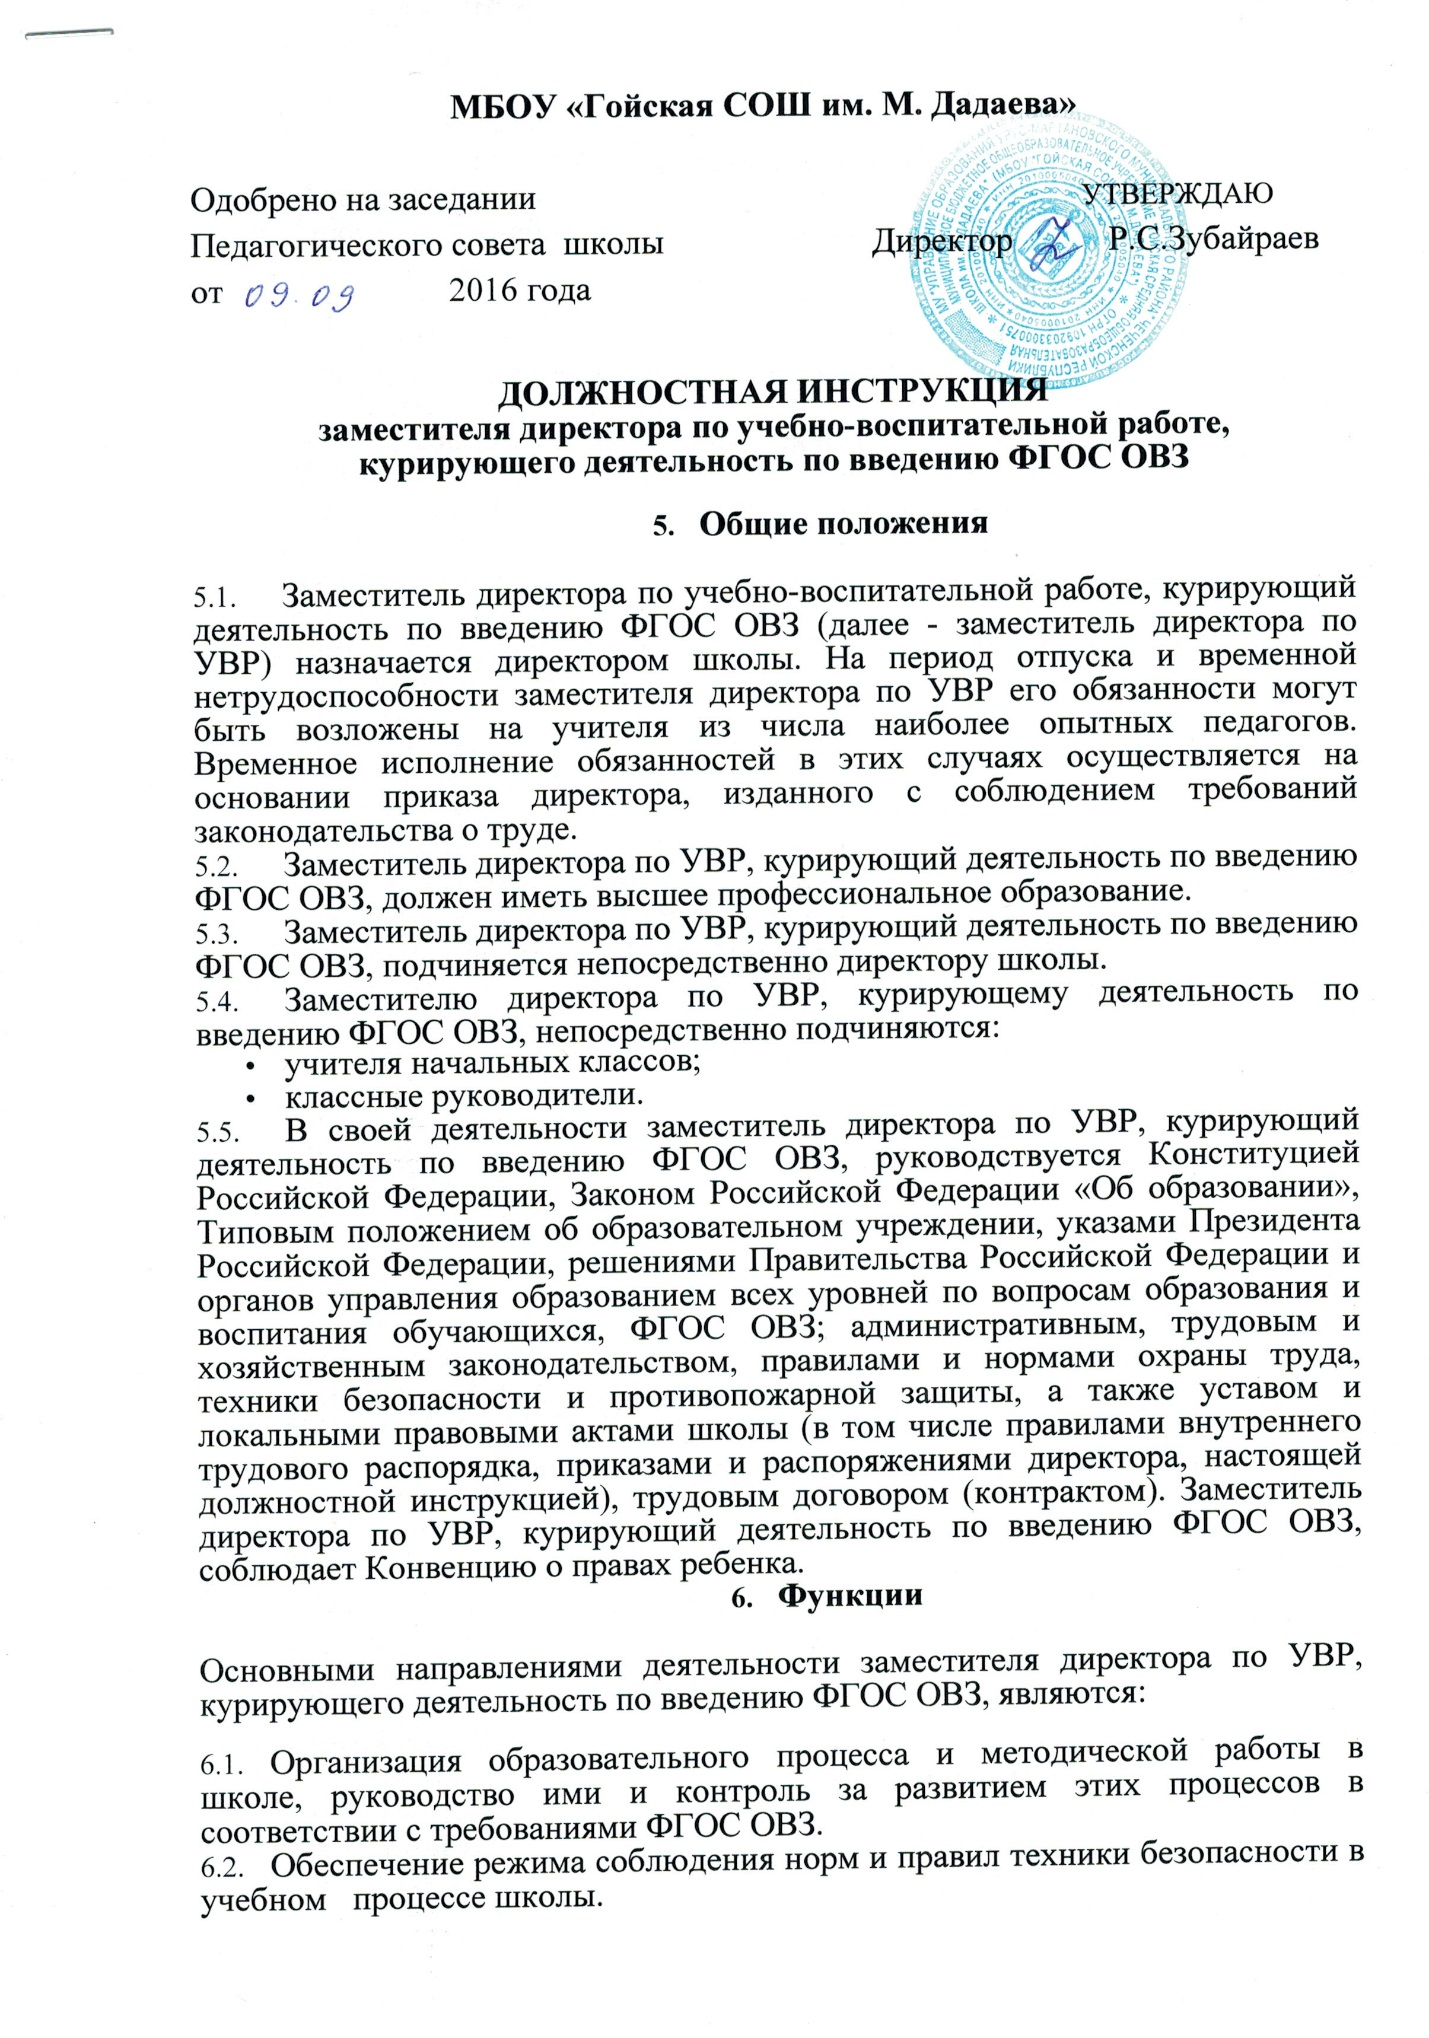 МБОУ «Гойская СОШ им. М. Дадаева»
Одобрено на заседании
УТВЕРЖДАЮ
Педагогического совета школы
Директор Р.С.Зубайраев
от 09.09 2016 года
ДОЛЖНОСТНАЯ ИНСТРУКЦИЯ
заместителя директора по учебно-воспитательной работе,
курирующего деятельность по введению ФГОС ОВЗ
5. Общие положения
5.1. Заместитель директора по учебно-воспитательной работе, курирующий
деятельность по введению ФГОС ОВЗ (далее - заместитель директора по
УВР) назначается директором школы. На период отпуска и временной
нетрудоспособности заместителя директора по УВР его обязанности могут
быть возложены на учителя из числа наиболее опытных педагогов.
Временное исполнение обязанностей в этих случаях осуществляется на
основании приказа директора, изданного с соблюдением требований
законодательства о труде.
5.2. Заместитель директора по УВР, курирующий деятельность по введению
ФГОС ОВЗ, должен иметь высшее профессиональное образование.
5.3. Заместитель директора по УВР, курирующий деятельность по введению
ФГОС ОВЗ, подчиняется непосредственно директору школы.
5.4. Заместителю директора по УВР, курирующему деятельность по
введению ФГОС ОВЗ, непосредственно подчиняются:
• учителя начальных классов;
• классные руководители.
5.5. В своей деятельности заместитель директора по УВР, курирующий
деятельность по введению ФГОС ОВЗ, руководствуется Конституцией
Российской Федерации, Законом Российской Федерации «Об образовании»,
Типовым положением об образовательном учреждении, указами Президента
Российской Федерации, решениями Правительства Российской Федерации и
органов управления образованием всех уровней по вопросам образования и
воспитания обучающихся, ФГОС ОВЗ; административным, трудовым и
хозяйственным законодательством, правилами и нормами охраны труда,
техники безопасности и противопожарной защиты, а также уставом и
локальными правовыми актами школы (в том числе правилами внутреннего
трудового распорядка, приказами и распоряжениями директора, настоящей
должностной инструкцией), трудовым договором (контрактом). Заместитель
директора по УВР, курирующий деятельность по введению ФГОС ОВЗ,
соблюдает Конвенцию о правах ребенка.
6. Функции
Основными направлениями деятельности заместителя директора по УВР,
курирующего деятельность по введению ФГОС ОВЗ, являются:
6.1. Организация образовательного процесса и методической работы в
школе, руководство ими и контроль за развитием этих процессов в
соответствии с требованиями ФГОС ОВЗ.
6.2. Обеспечение режима соблюдения норм и правил техники безопасности в
учебном процессе школы.